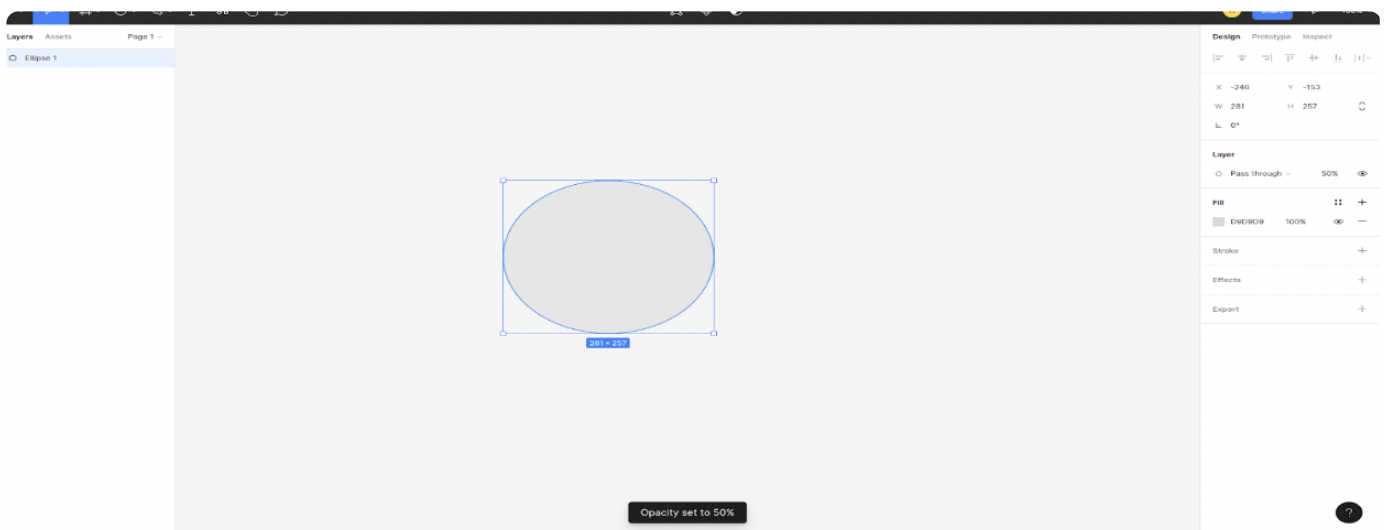 Layers Assets Page 1
Ellipse 1
Design Prototype Inspect
X -246 Y -153
W 281 H 257
0°
Layer
Pass through 50%
Fill
D9D9D9 100%
Stroke
Effects
Export
281 × 257
Opacity set to 50%
?